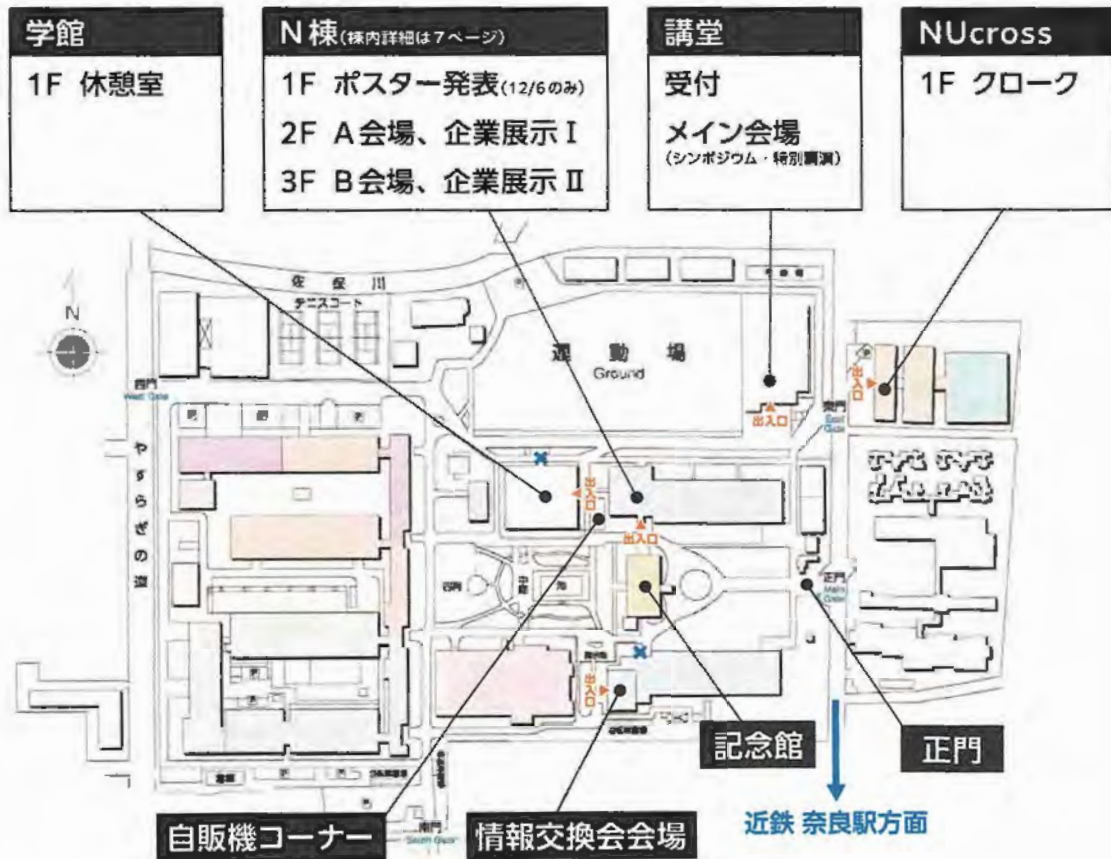 学館
1F 休憩室
N棟(棟内詳細は7ページ)
1F ポスター発表(12/6のみ)
2F A会場、企業展示 I
3F B会場、企業展示 II
講堂
受付
メイン会場
(シンポジウム・特別講演)
NUcross
1F クローク
佐保川
テニスコート
N
運動場
Ground
西門
West Gate
出入口
出入口
東門
East Gate
やすらぎの道
出入口
出入口
正門
Main Gate
出入口
記念館
正門
自販機コーナー
南門
South Gate
情報交換会会場
近鉄 奈良駅方面